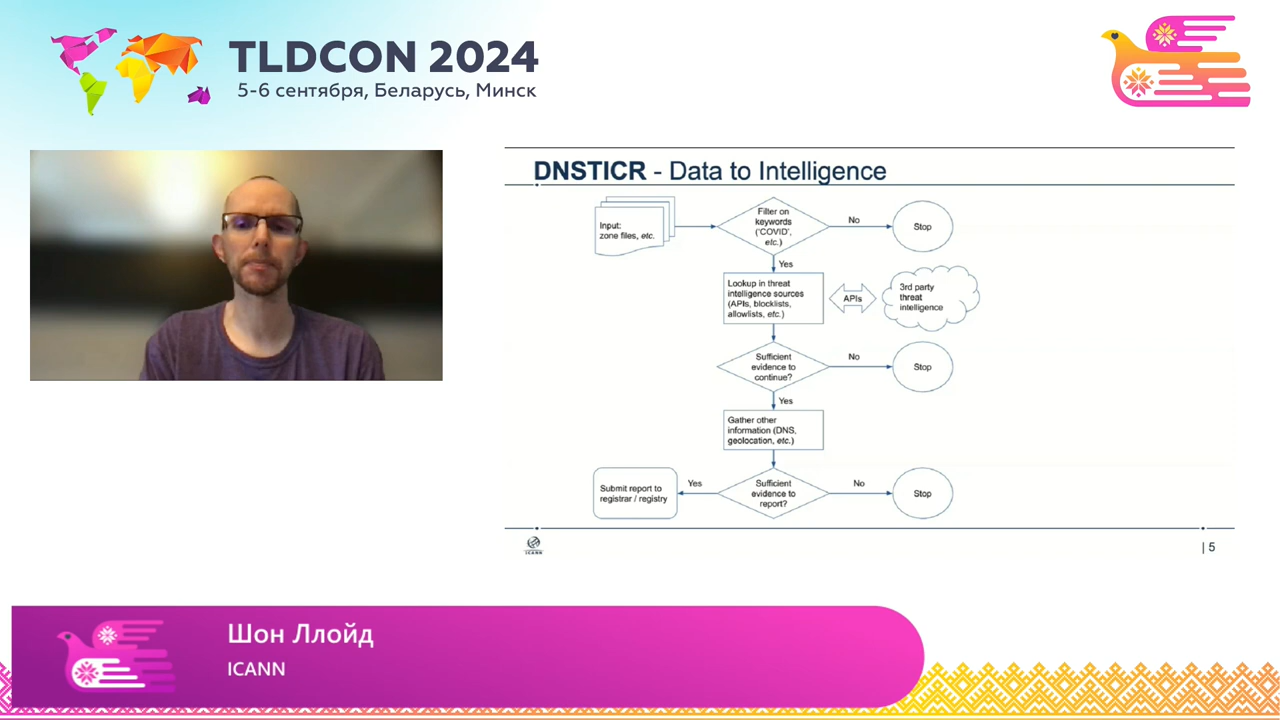 TLDCON 2024
5-6 сентября, Беларусь, Минск
DNSTICR - Data to Intelligence
Input:
zone files, etc.
Filter on
keywords
('COVID',
etc.)
No
Stop
Yes
Lookup in threat
intelligence sources
(APIs, blocklists,
allowlists, etc.)
APIs
3rd party
threat
intelligence
Sufficient
evidence to
continue?
No
Stop
Yes
Gather other
information (DNS,
geolocation, etc.)
Submit report to
registrar / registry
Yes
Sufficient
evidence to
report?
No
Stop
ICANN
| 5
Шон Ллойд
ICANN